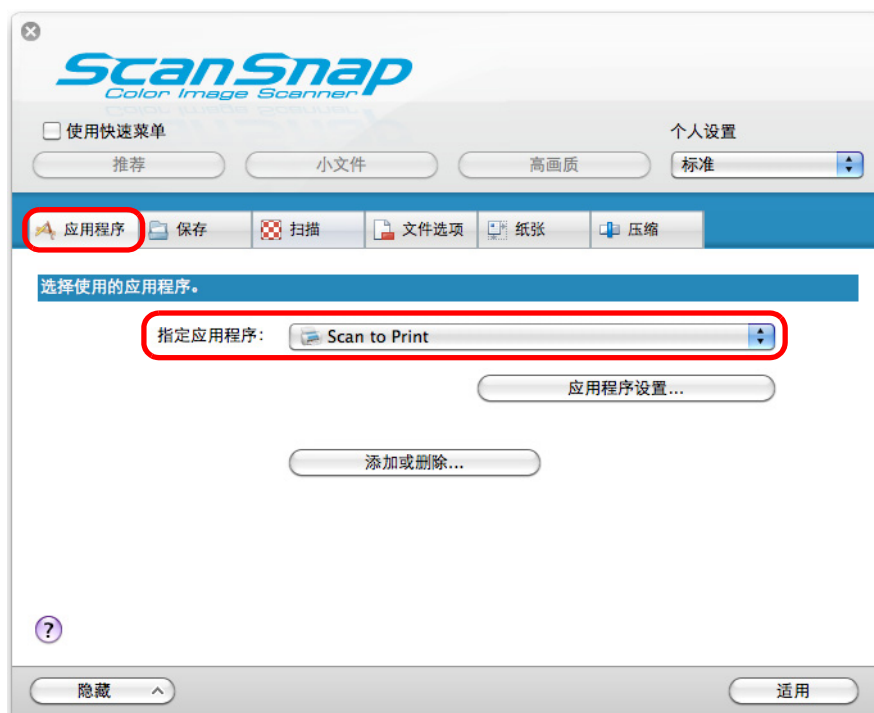 ScanSnap
Color Image Scanner
使用快速菜单
个人设置
推荐 小文件 高画质 标准
应用程序 保存 扫描 文件选项 纸张 压缩
选择使用的应用程序。
指定应用程序： Scan to Print
应用程序设置...
添加或删除...
?
隐藏 适用